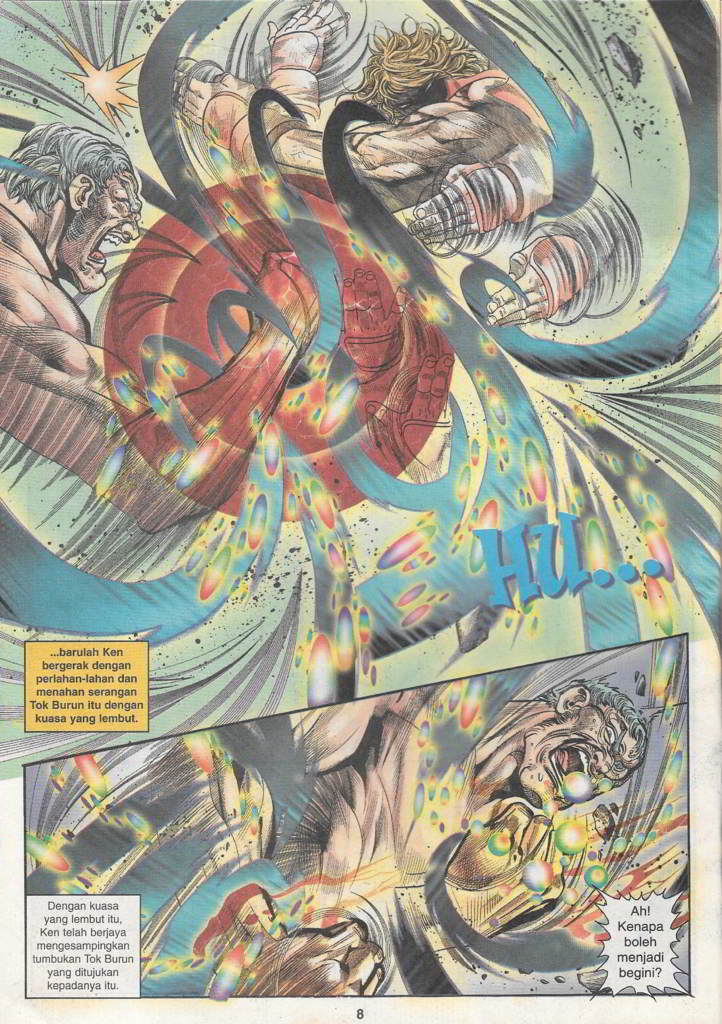 HU...
...barulah Ken
bergerak dengan
perlahan-lahan dan
menahan serangan
Tok Burun itu dengan
kuasa yang lembut.
Dengan kuasa
yang lembut itu,
Ken telah berjaya
mengesampingkan
tumbukan Tok Burun
yang ditujukan
kepadanya itu.
Ah!
Kenapa
boleh
menjadi
begini?
8